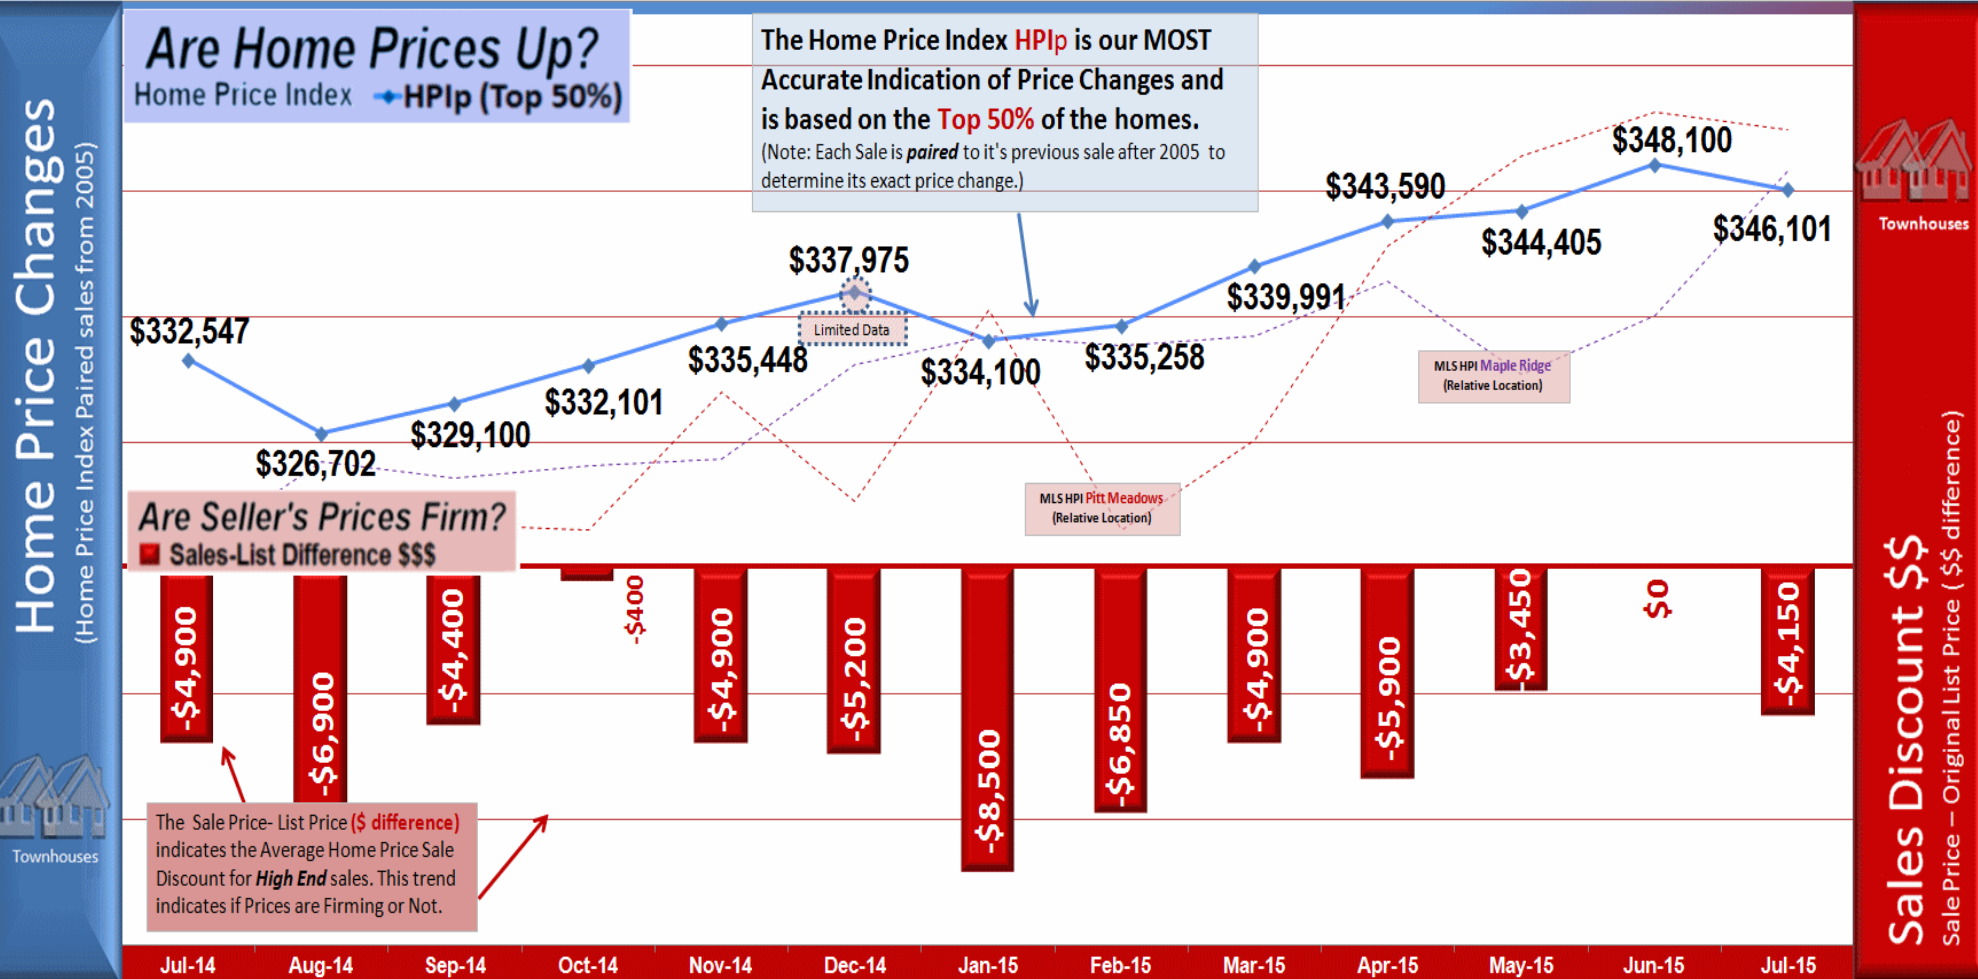 Home Price Changes
(Home Price Index Paired sales from 2005)
Townhouses
Are Home Prices Up?
Home Price Index HPIp (Top 50%)
The Home Price Index HPIp is our MOST
Accurate Indication of Price Changes and
is based on the Top 50% of the homes.
(Note: Each Sale is paired to it's previous sale after 2005 to
determine its exact price change.)
$332,547
$326,702
$329,100
$332,101
$335,448
$337,975
Limited Data
$334,100
$335,258
$339,991
$343,590
$344,405
$348,100
$346,101
MLS HPI Maple Ridge
(Relative Location)
MLS HPI Pitt Meadows
(Relative Location)
Are Seller's Prices Firm?
Sales-List Difference $$$
-$4,900
-$6,900
-$4,400
-$400
-$4,900
-$5,200
-$8,500
-$6,850
-$4,900
-$5,900
-$3,450
$0
-$4,150
The Sale Price- List Price ($ difference)
indicates the Average Home Price Sale
Discount for High End sales. This trend
indicates if Prices are Firming or Not.
Jul-14 Aug-14 Sep-14 Oct-14 Nov-14 Dec-14 Jan-15 Feb-15 Mar-15 Apr-15 May-15 Jun-15 Jul-15
Townhouses
Sales Discount $$
Sale Price – Original List Price ( $$ difference)